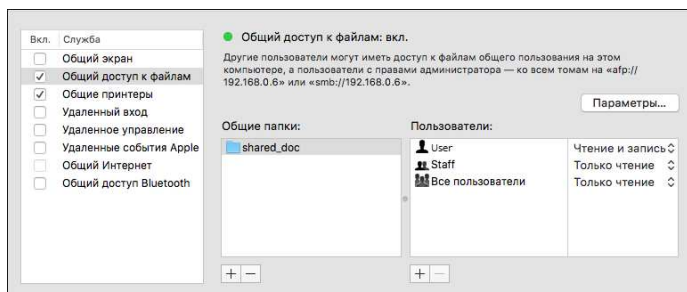 Вкл. Служба
Общий экран
Общий доступ к файлам
Общие принтеры
Удаленный вход
Удаленное управление
Удаленные события Apple
Общий Интернет
Общий доступ Bluetooth
Общий доступ к файлам: вкл.
Другие пользователи могут иметь доступ к файлам общего пользования на этом
компьютере, а пользователи с правами администратора — ко всем томам на «afp://
192.168.0.6» или «smb://192.168.0.6».
Параметры...
Общие папки:
shared_doc
Пользователи:
User Чтение и запись
Staff Только чтение
Все пользователи Только чтение